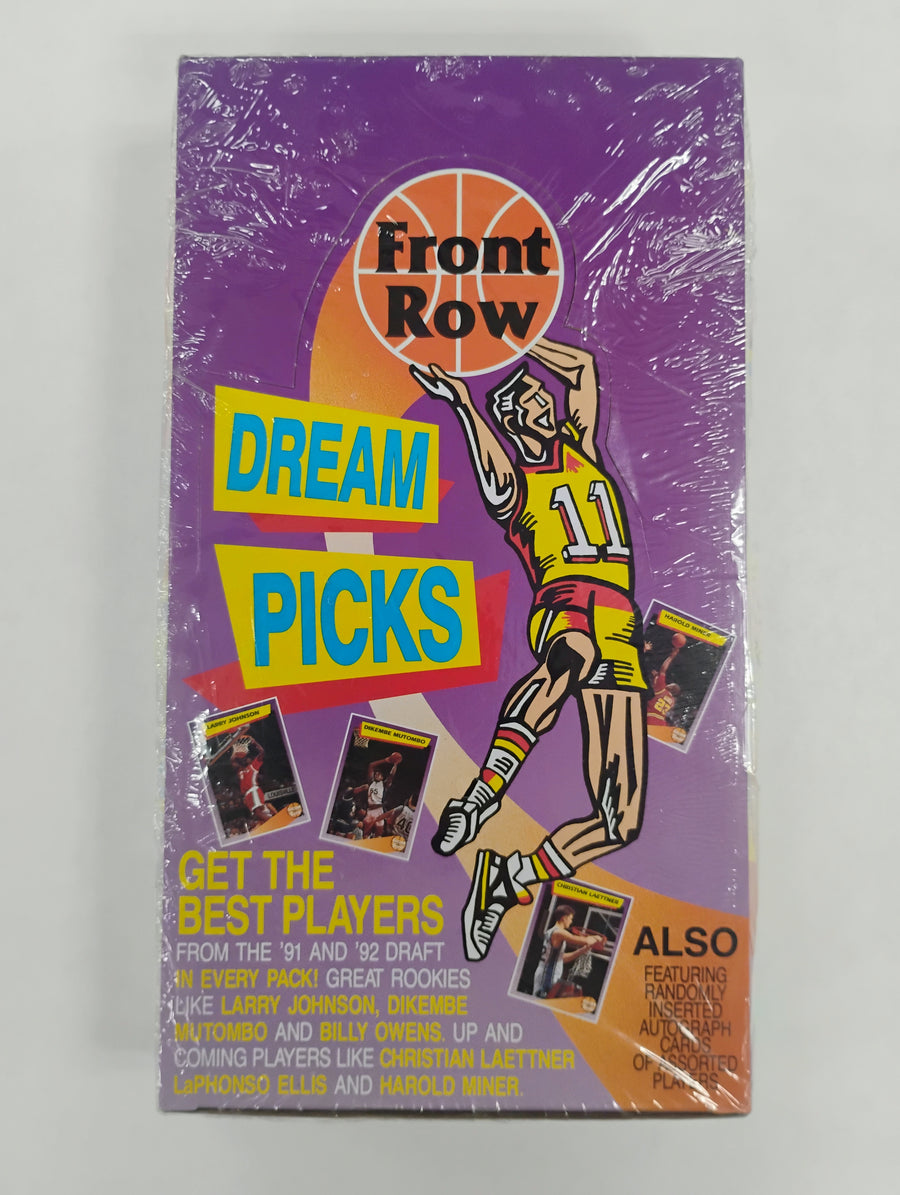 Front
Row
DREAM
PICKS
11
HAROLD MINER
LARRY JOHNSON
DIKEMBE MUTOMBO
CHRISTIAN LAETTNER
GET THE
BEST PLAYERS
FROM THE '91 AND '92 DRAFT
IN EVERY PACK! GREAT ROOKIES
LIKE LARRY JOHNSON, DIKEMBE
MUTOMBO AND BILLY OWENS. UP AND
COMING PLAYERS LIKE CHRISTIAN LAETTNER
LaPHONSO ELLIS AND HAROLD MINER.
ALSO
FEATURING
RANDOMLY
INSERTED
AUTOGRAPH
CARDS
OF ASSORTED
PLAYERS